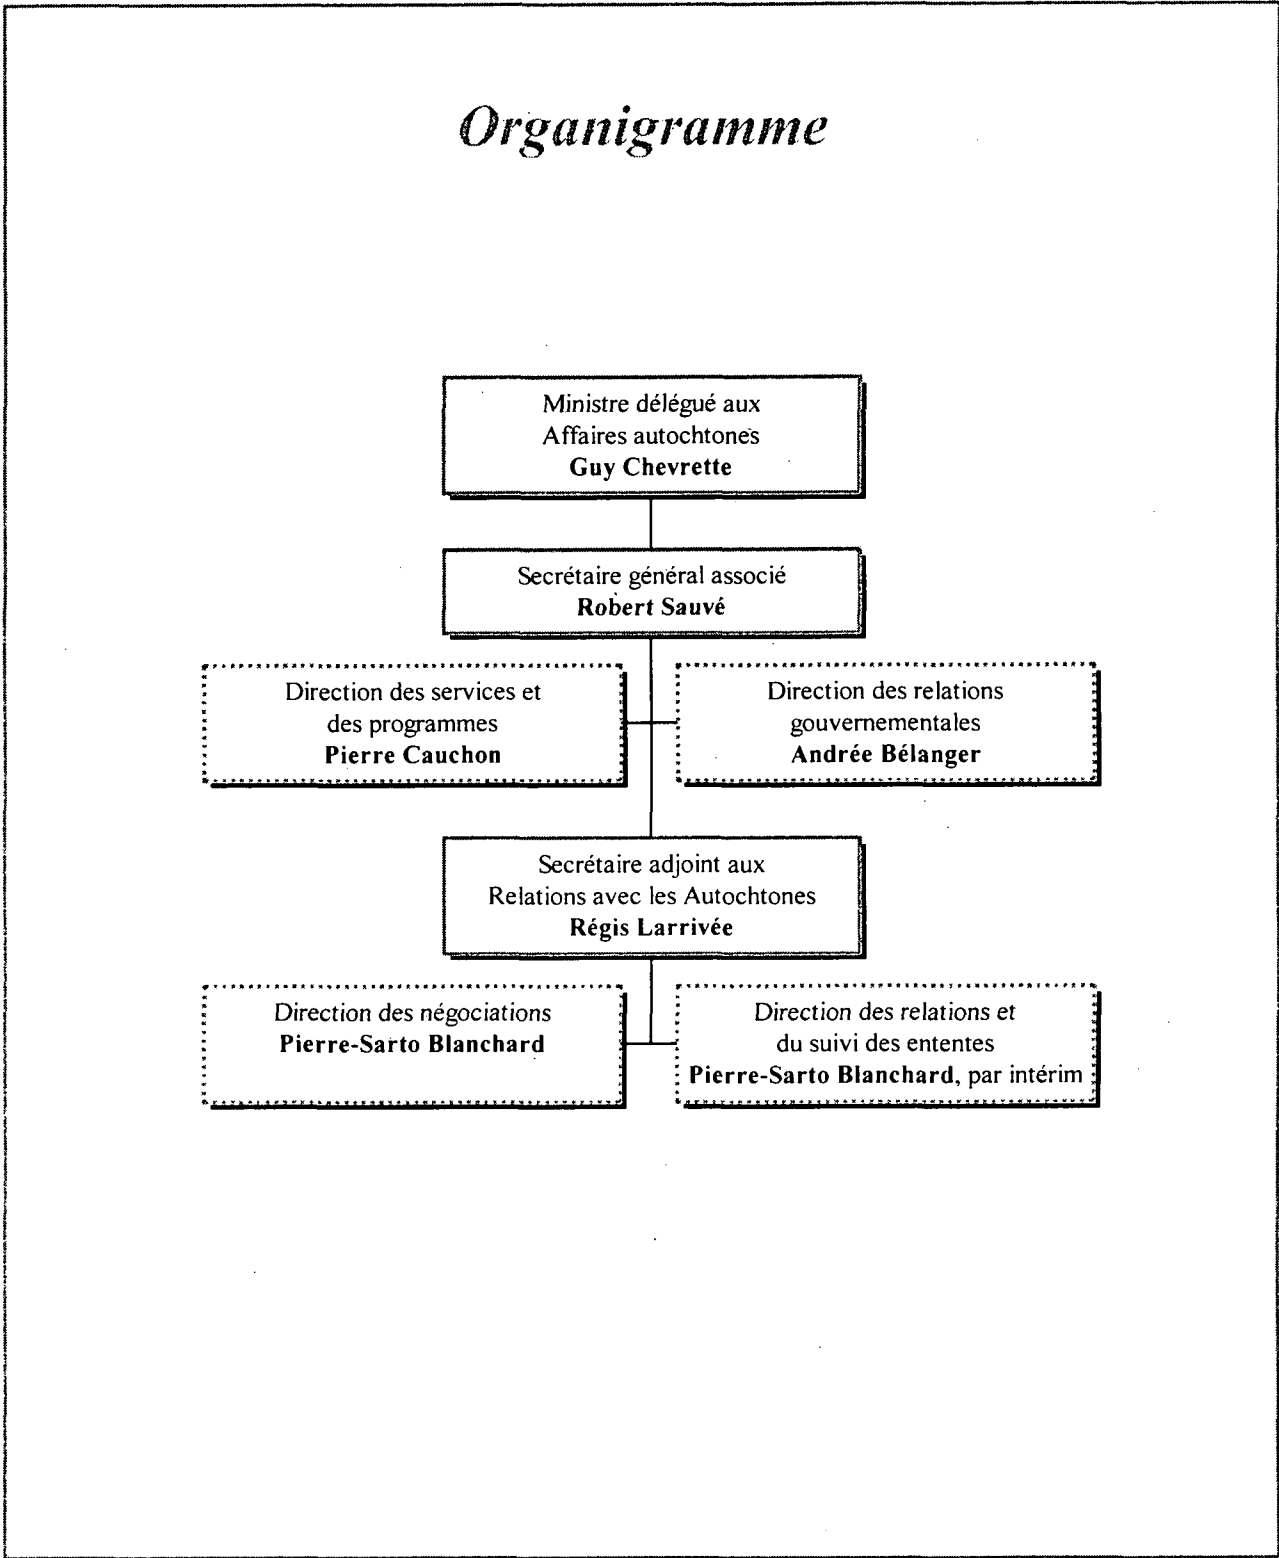 Organigramme
Ministre délégué aux
Affaires autochtones
Guy Chevrette
Secrétaire général associé
Robert Sauvé
Direction des services et
des programmes
Pierre Cauchon
Direction des relations
gouvernementales
Andrée Bélanger
Secrétaire adjoint aux
Relations avec les Autochtones
Régis Larrivée
Direction des négociations
Pierre-Sarto Blanchard
Direction des relations et
du suivi des ententes
Pierre-Sarto Blanchard, par intérim